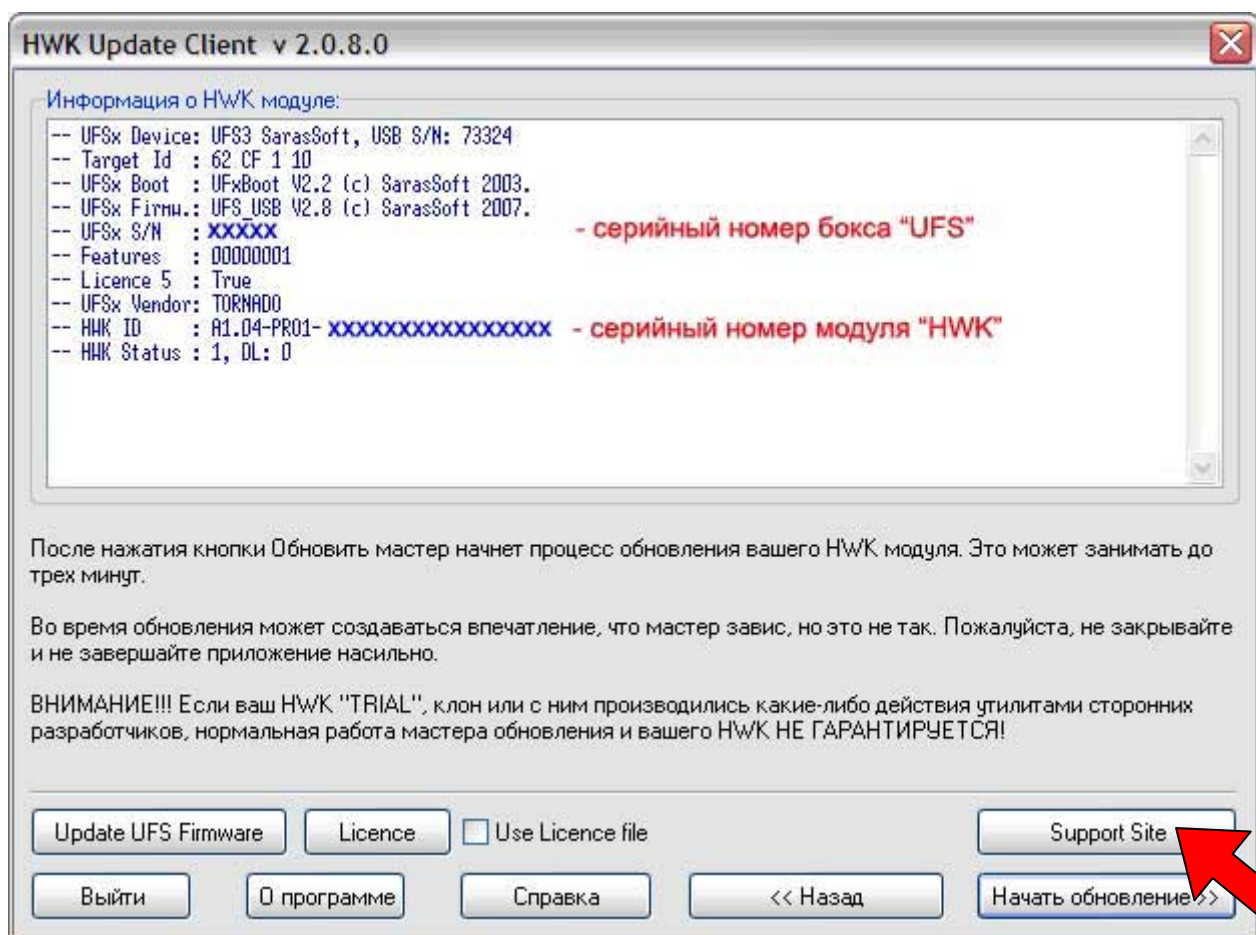 HWK Update Client v 2.0.8.0
Информация о HWK модуле:
-- UFSx Device: UFS3 SarasSoft, USB S/N: 73324
-- Target Id : 62 CF 1 10
-- UFSx Boot : UFxBoot V2.2 (c) SarasSoft 2003.
-- UFSx Firmw.: UFS_USB V2.8 (c) SarasSoft 2007.
-- UFSx S/N : XXXXX - серийный номер бокса “UFS”
-- Features : 00000001
-- Licence 5 : True
-- UFSx Vendor: TORNADO
-- HWK ID : A1.04-PR01- XXXXXXXXXXXXXXXX - серийный номер модуля “HWK”
-- HWK Status : 1, DL: 0
После нажатия кнопки Обновить мастер начнет процесс обновления вашего HWK модуля. Это может занимать до
трех минут.
Во время обновления может создаваться впечатление, что мастер завис, но это не так. Пожалуйста, не закрывайте
и не завершайте приложение насильно.
ВНИМАНИЕ!!! Если ваш HWK "TRIAL", клон или с ним производились какие-либо действия утилитами сторонних
разработчиков, нормальная работа мастера обновления и вашего HWK НЕ ГАРАНТИРУЕТСЯ!
Update UFS Firmware Licence Use Licence file Support Site
Выйти О программе Справка << Назад Начать обновление >>